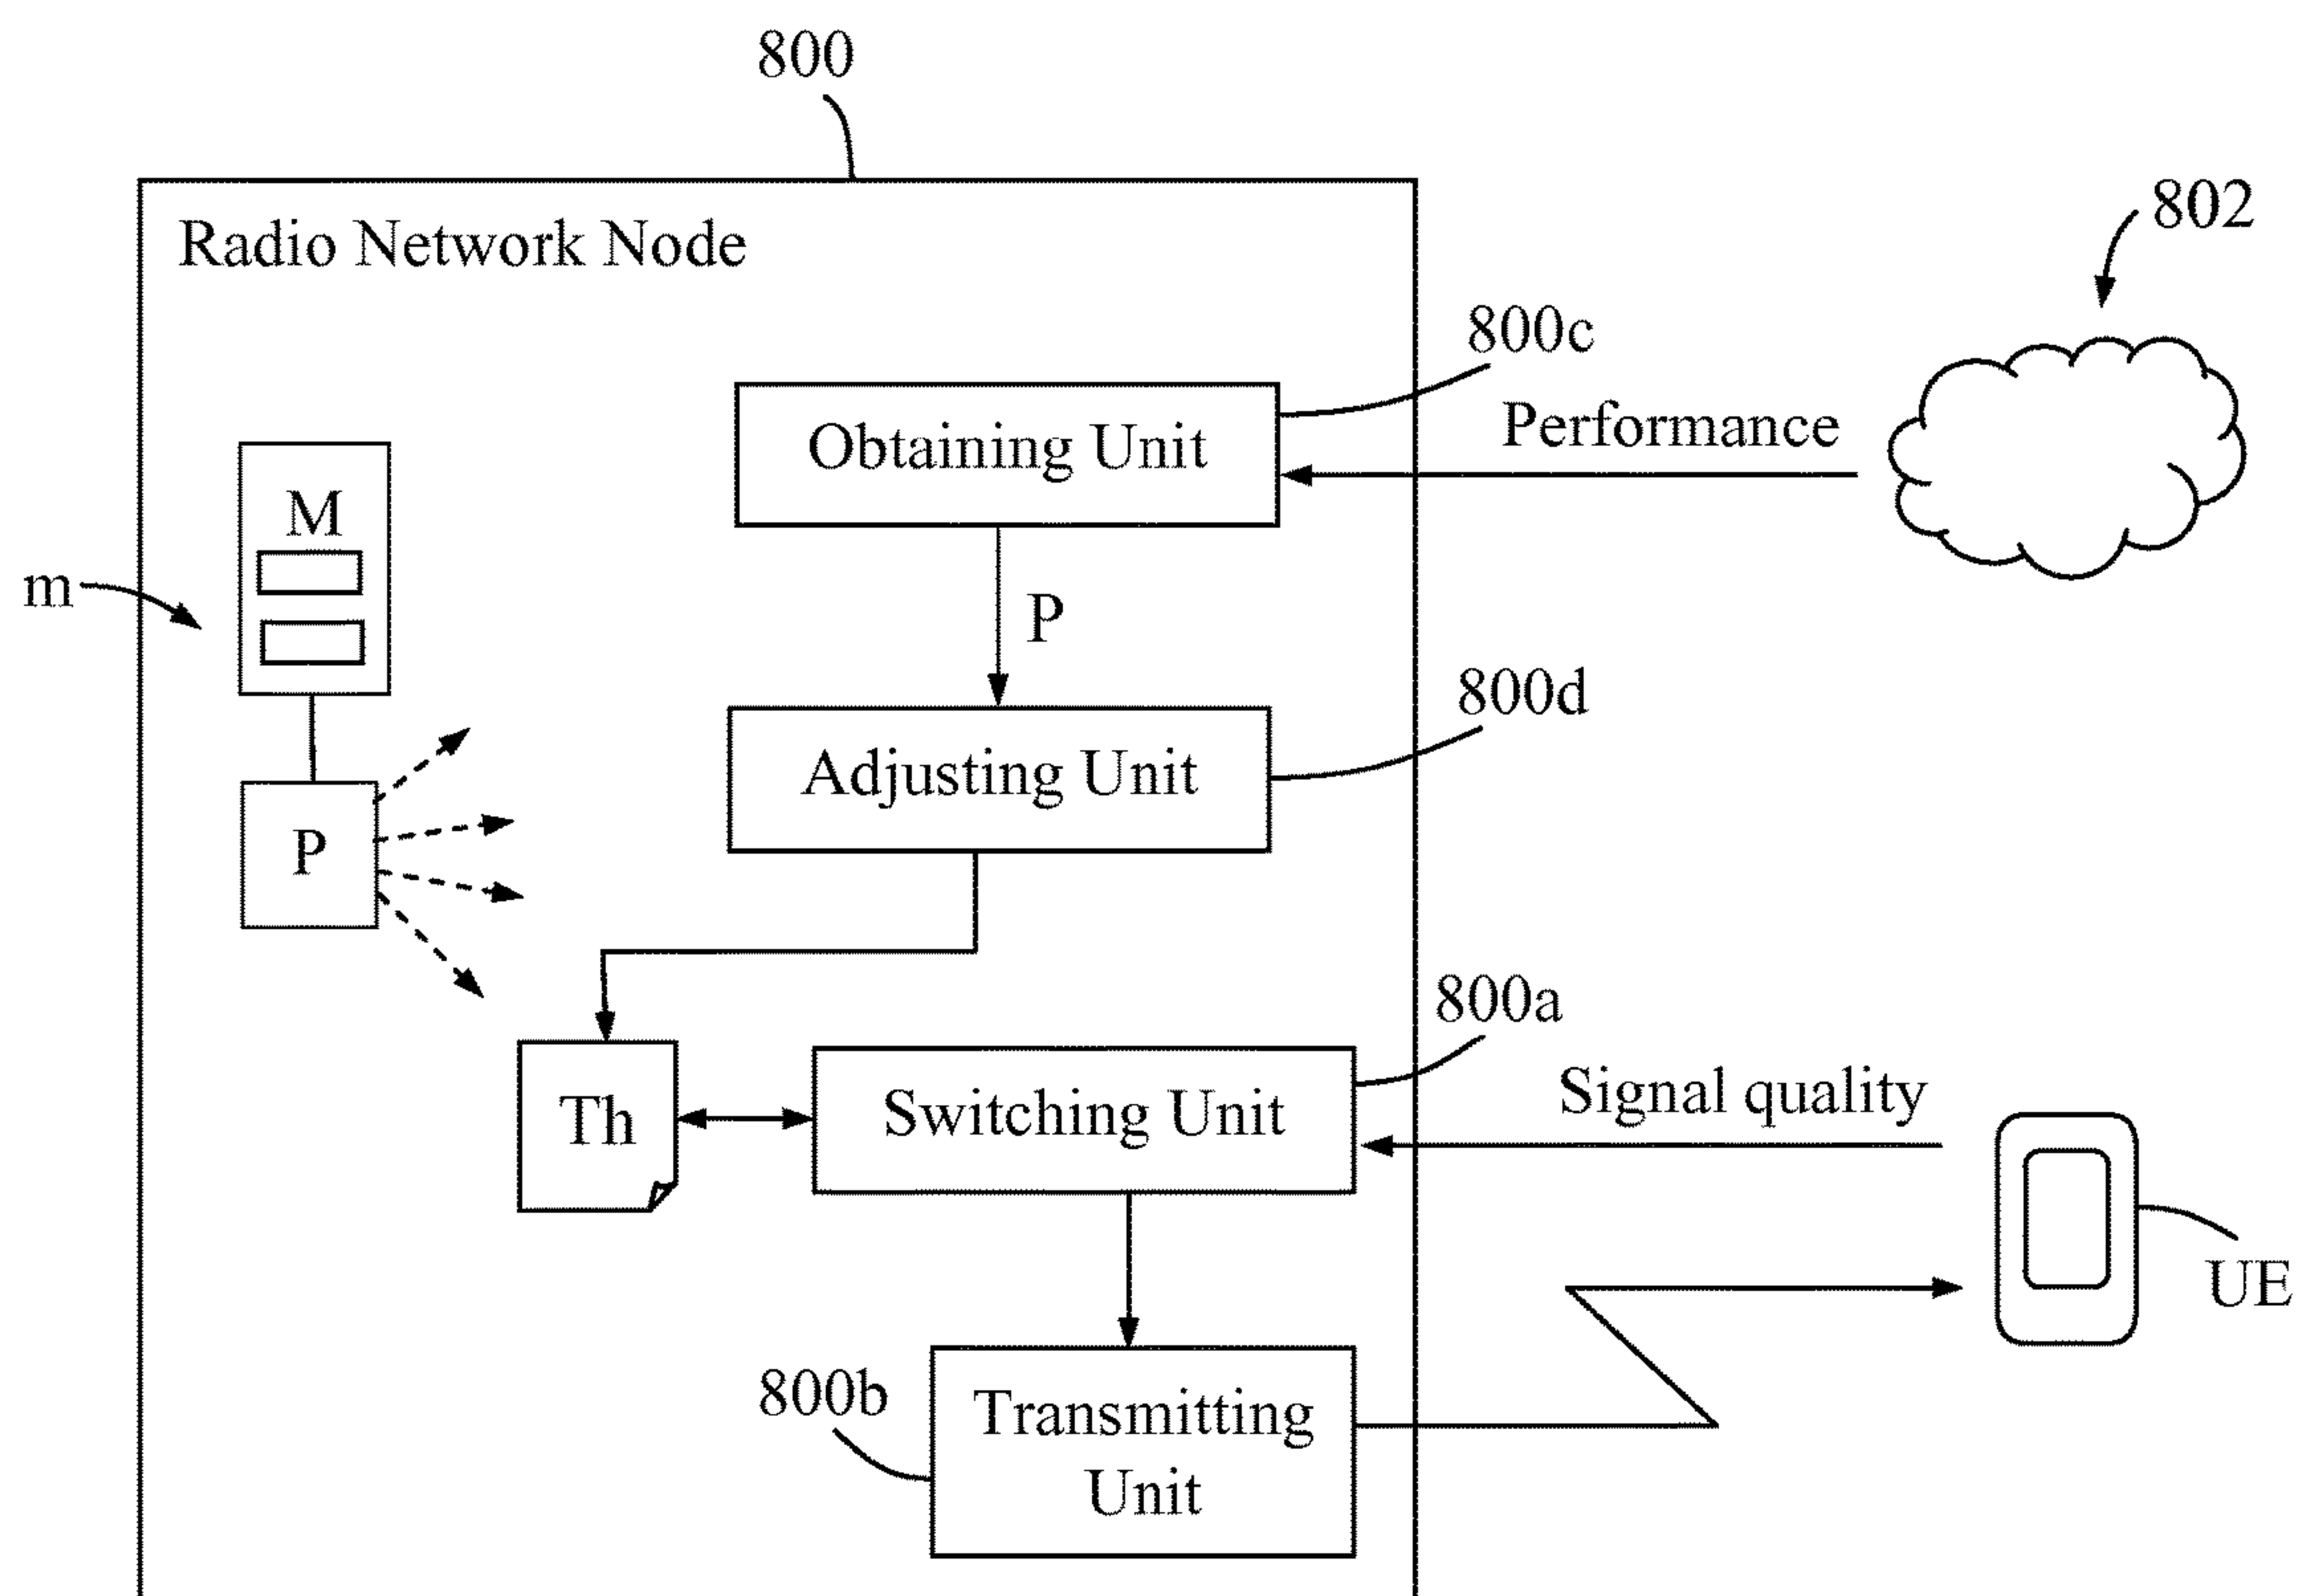 800
802
Radio Network Node
800c
Obtaining Unit
Performance
M
m
P
800d
Adjusting Unit
P
800a
Th
Switching Unit
Signal quality
UE
800b
Transmitting
Unit